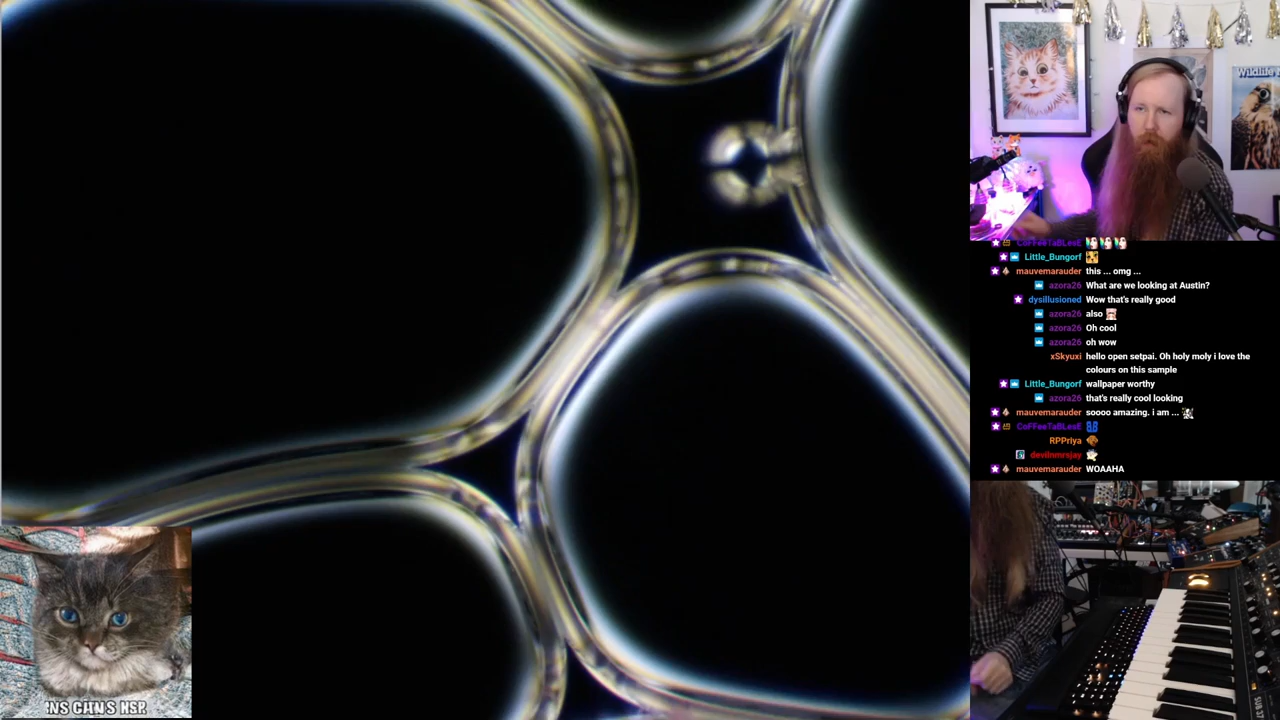 Wildlife
CoFFeeTaBLesE
Little_Bungorf
mauvemarauder this ... omg ...
azora26 What are we looking at Austin?
dysillusioned Wow that's really good
azora26 also
azora26 Oh cool
azora26 oh wow
xSkyuxi hello open setpai. Oh holy moly i love the
colours on this sample
Little_Bungorf wallpaper worthy
azora26 that's really cool looking
mauvemarauder soooo amazing. i am ...
CoFFeeTaBLesE
RPPriya
devilnmrsjay
mauvemarauder WOAAHA